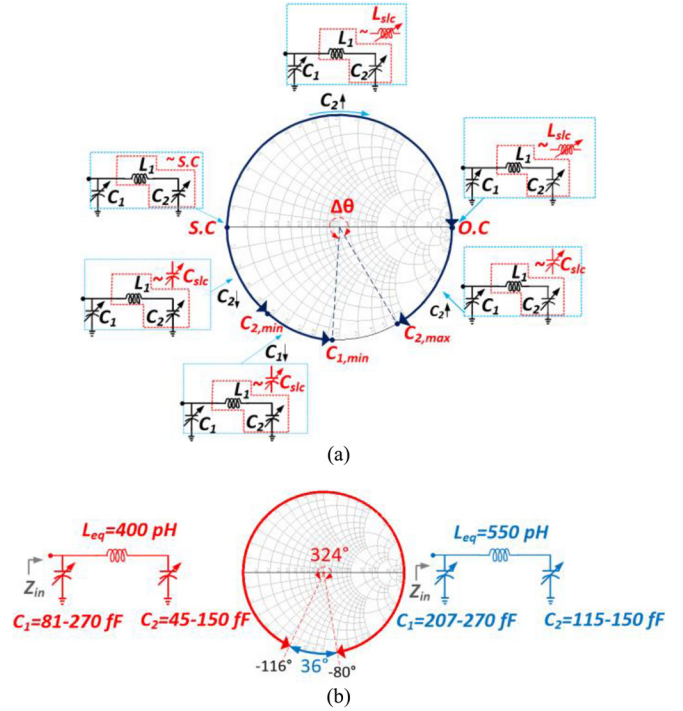 L_slc
~
L_1
C_1
C_2
C_2↑
~ S.C
L_1
C_1
C_2
L_slc
~
L_1
C_1
C_2
Δθ
S.C
O.C
~ C_slc
L_1
C_1
C_2
C_2↓
~ C_slc
L_1
C_1
C_2
C_2↑
C_2,min
C_1,min
C_2,max
C_1↓
~ C_slc
L_1
C_1
C_2
(a)
L_eq=400 pH
Z_in
C_1=81-270 fF
C_2=45-150 fF
324°
-116°
36°
-80°
L_eq=550 pH
Z_in
C_1=207-270 fF
C_2=115-150 fF
(b)